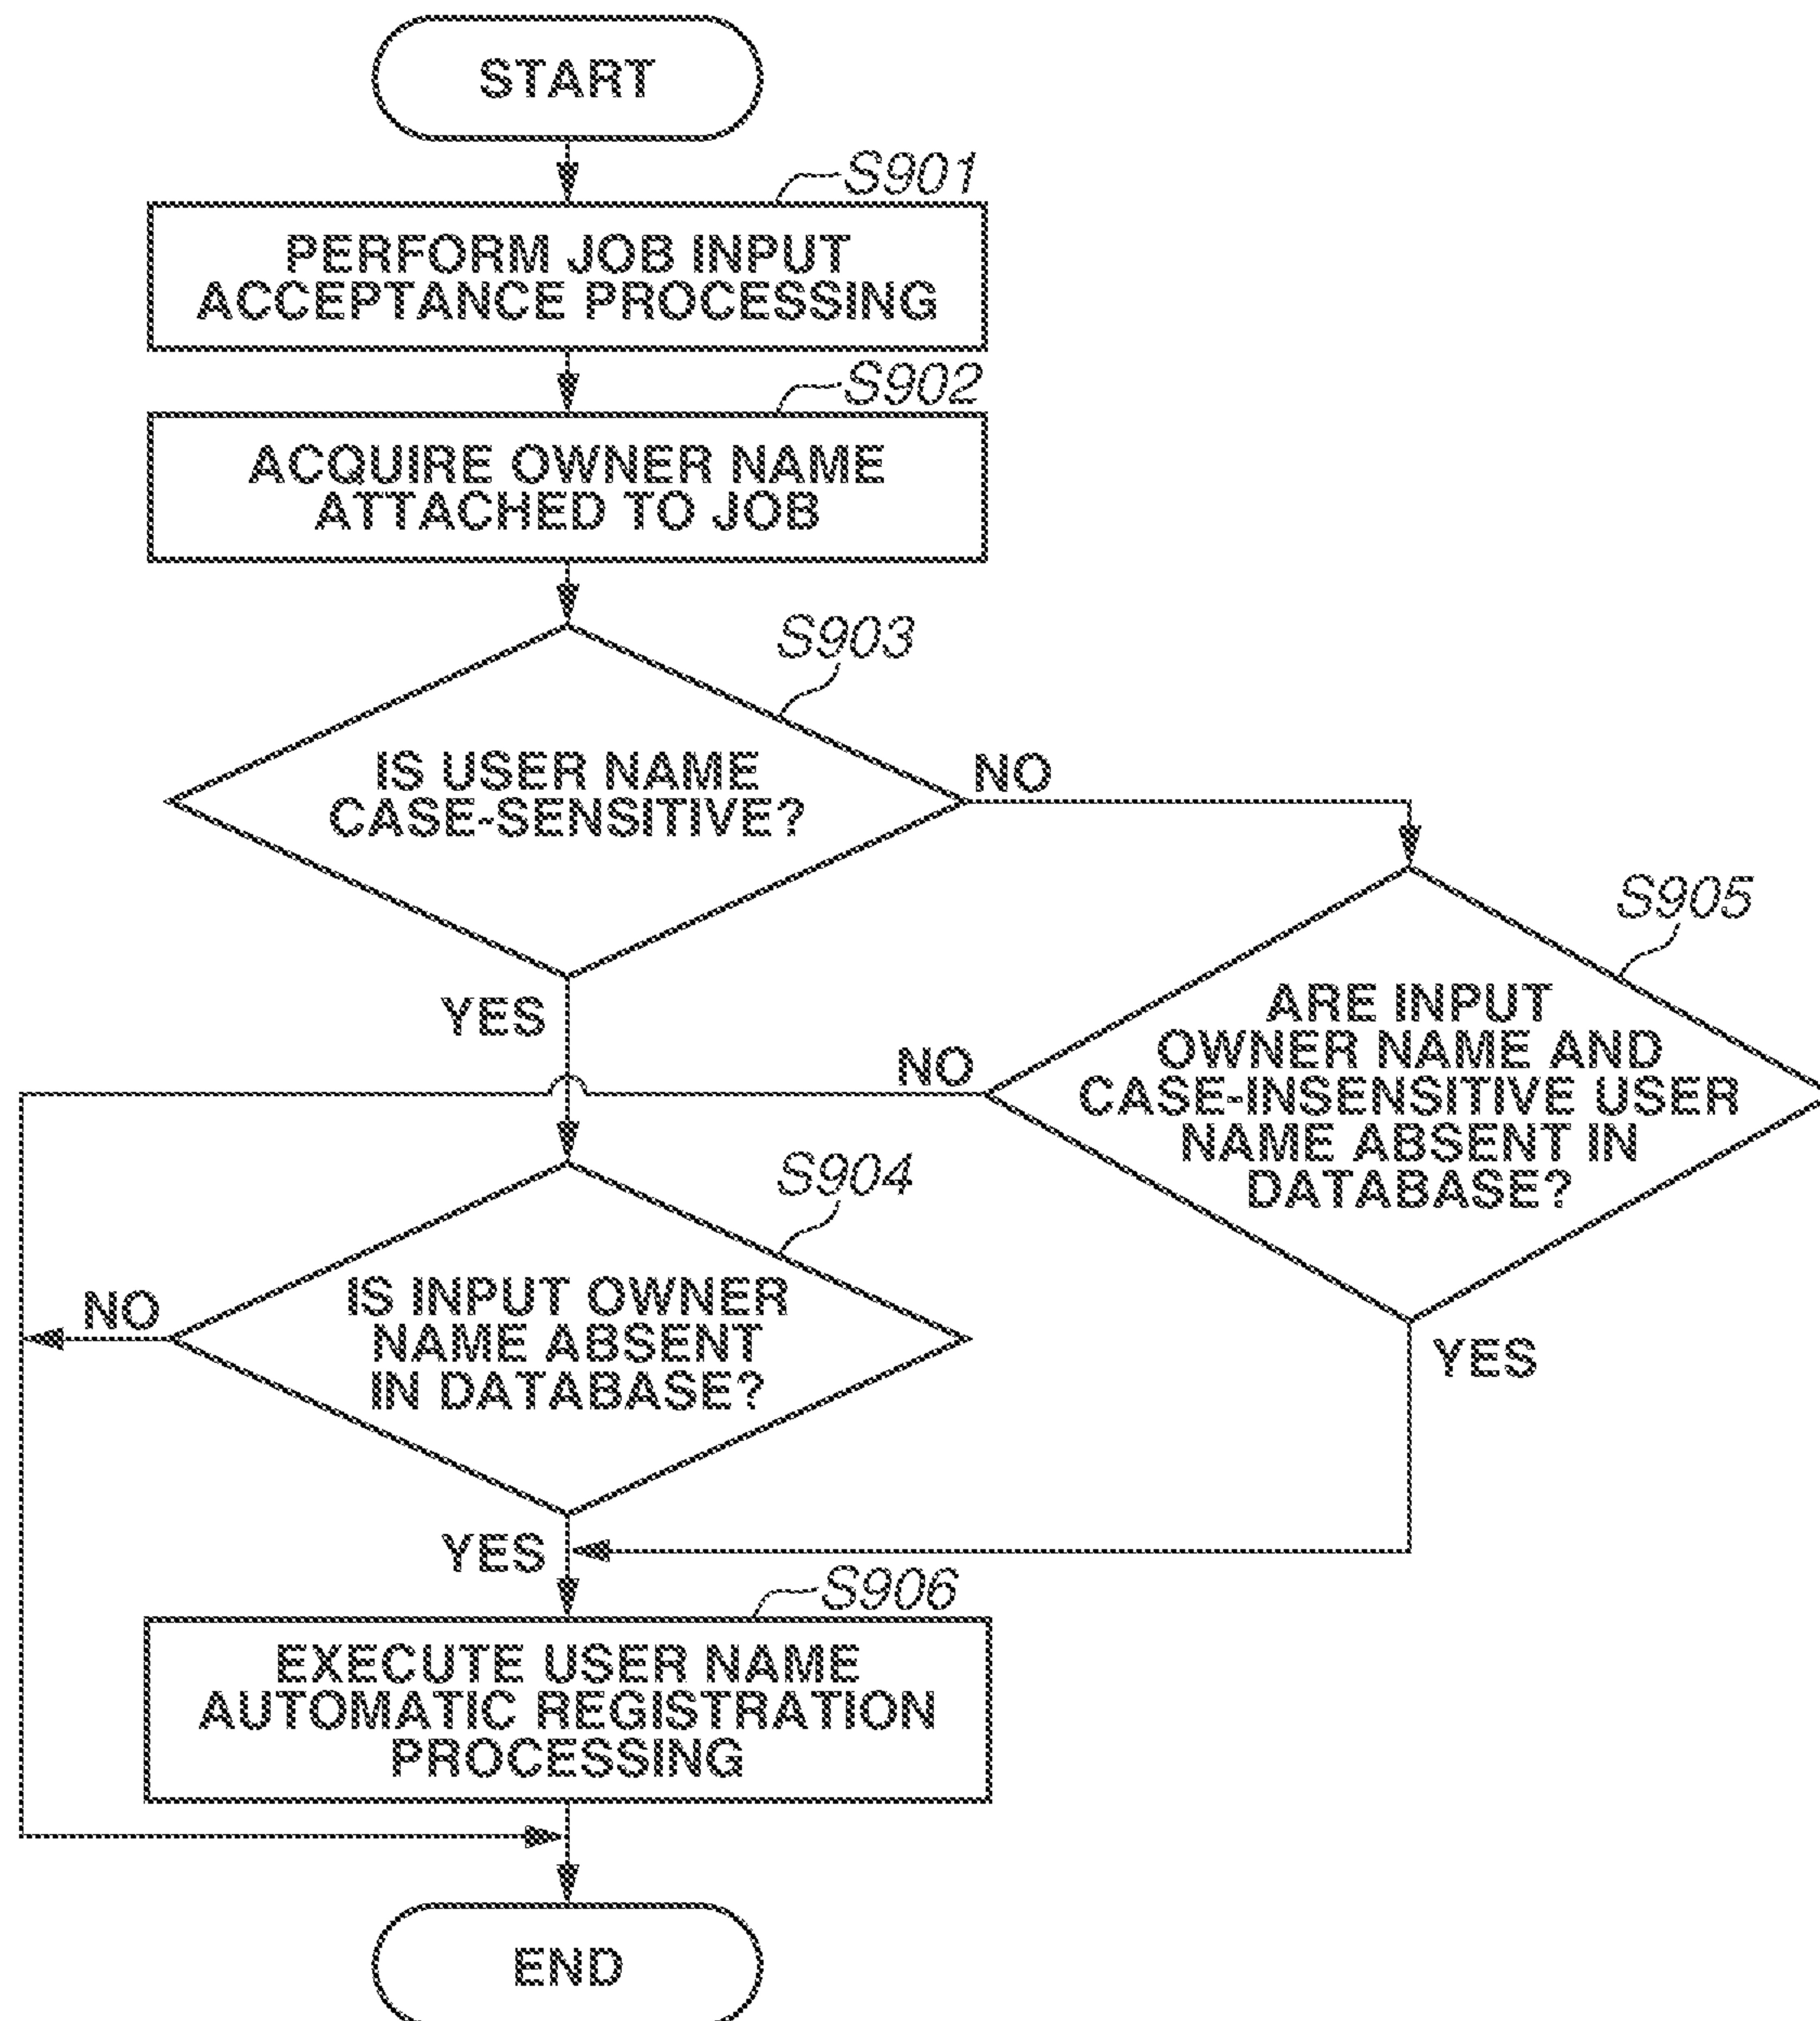 START
S901
PERFORM JOB INPUT
ACCEPTANCE PROCESSING
S902
ACQUIRE OWNER NAME
ATTACHED TO JOB
S903
IS USER NAME
CASE-SENSITIVE?
NO
YES
S905
ARE INPUT
OWNER NAME AND
CASE-INSENSITIVE USER
NAME ABSENT IN
DATABASE?
NO
YES
S904
IS INPUT OWNER
NAME ABSENT
IN DATABASE?
NO
YES
S906
EXECUTE USER NAME
AUTOMATIC REGISTRATION
PROCESSING
END